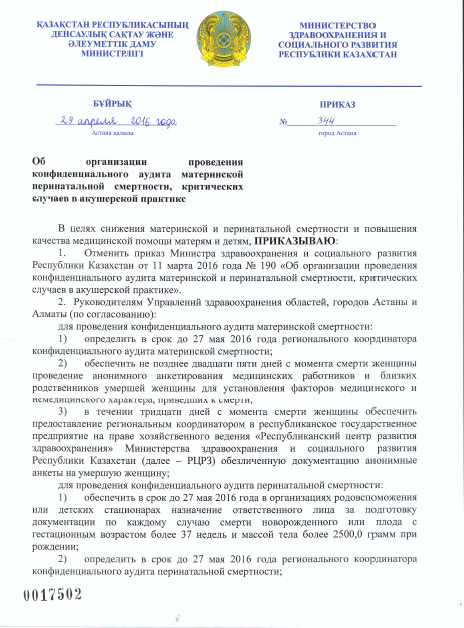 ҚАЗАҚСТАН РЕСПУБЛИКАСЫНЫҢ
ДЕНСАУЛЫҚ САҚТАУ ЖӘНЕ
ӘЛЕУМЕТТІК ДАМУ
МИНИСТРЛІГІ
МИНИСТЕРСТВО
ЗДРАВООХРАНЕНИЯ И
СОЦИАЛЬНОГО РАЗВИТИЯ
РЕСПУБЛИКИ КАЗАХСТАН
БҰЙРЫҚ
ПРИКАЗ
29 апреля 2016 года
№ 344
Астана қаласы
город Астана
Об организации проведения
конфиденциального аудита материнской
перинатальной смертности, критических
случаев в акушерской практике
В целях снижения материнской и перинатальной смертности и повышения
качества медицинской помощи матерям и детям, ПРИКАЗЫВАЮ:
1. Отменить приказ Министра здравоохранения и социального развития
Республики Казахстан от 11 марта 2016 года № 190 «Об организации проведения
конфиденциального аудита материнской и перинатальной смертности, критических
случаев в акушерской практике».
2. Руководителям Управлений здравоохранения областей, городов Астаны и
Алматы (по согласованию):
для проведения конфиденциального аудита материнской смертности:
1) определить в срок до 27 мая 2016 года регионального координатора
конфиденциального аудита материнской смертности;
2) обеспечить не позднее двадцати пяти дней с момента смерти женщины
проведение анонимного анкетирования медицинских работников и близких
родственников умершей женщины для установления факторов медицинского и
немедицинского характера, приведших к смерти;
3) в течении тридцати дней с момента смерти женщины обеспечить
предоставление региональным координатором в республиканское государственное
предприятие на праве хозяйственного ведения «Республиканский центр развития
здравоохранения» Министерства здравоохранения и социального развития
Республики Казахстан (далее – РЦРЗ) обезличенную документацию анонимные
анкеты на умершую женщину;
для проведения конфиденциального аудита перинатальной смертности:
1) обеспечить в срок до 27 мая 2016 года в организациях родовспоможения
или детских стационарах назначение ответственного лица за подготовку
документации по каждому случаю смерти новорожденного или плода с
гестационным возрастом более 37 недель и массой тела более 2500,0 грамм при
рождении;
2) определить в срок до 27 мая 2016 года регионального координатора
конфиденциального аудита перинатальной смертности;
0017502